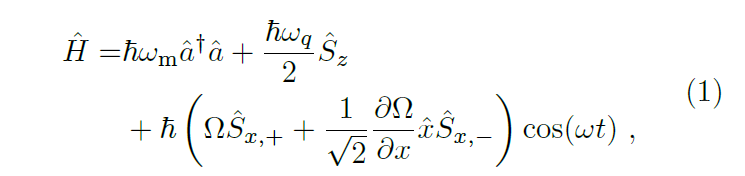 Ĥ =ħω_m â†â + (ħω_q / 2) Ŝ_z
+ ħ (Ω Ŝ_{x,+} + (1/√2) (∂Ω/∂x) x̂ Ŝ_{x,−}) cos(ωt) , (1)